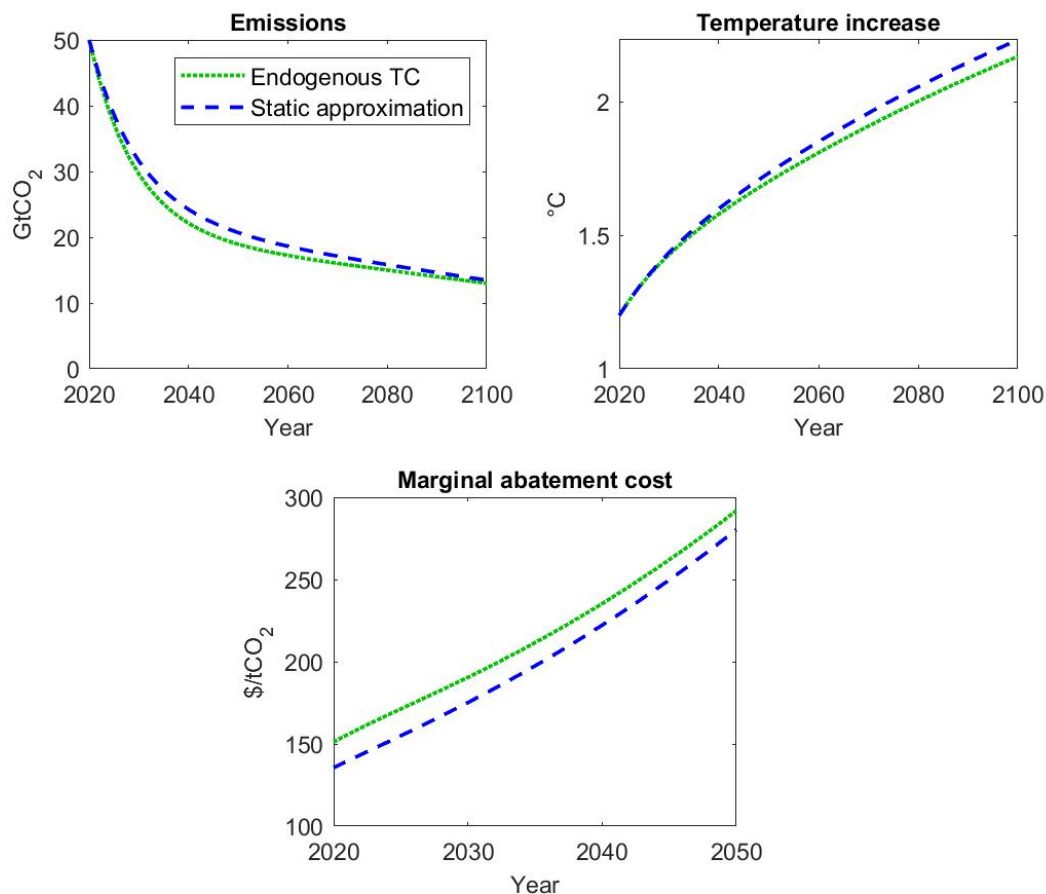 Emissions
50
40
30
20
10
0
GtCO2
Endogenous TC
Static approximation
2020 2040 2060 2080 2100
Year
Temperature increase
2
1.5
1
°C
2020 2040 2060 2080 2100
Year
Marginal abatement cost
300
250
200
150
100
$/tCO2
2020 2030 2040 2050
Year